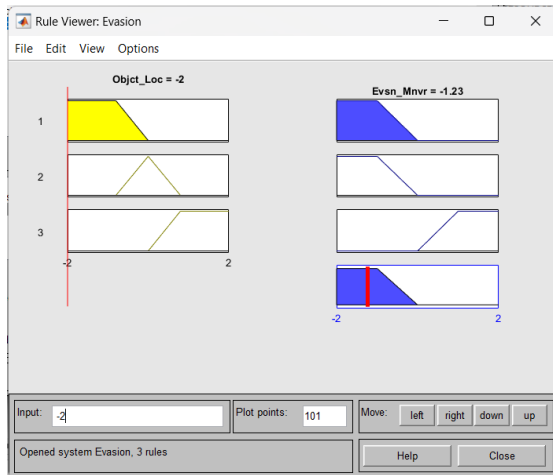 Rule Viewer: Evasion
File Edit View Options
Objct_Loc = -2
Evsn_Mnvr = -1.23
1
2
3
-2 2
-2 2
Input: -2 Plot points: 101 Move: left right down up
Opened system Evasion, 3 rules Help Close